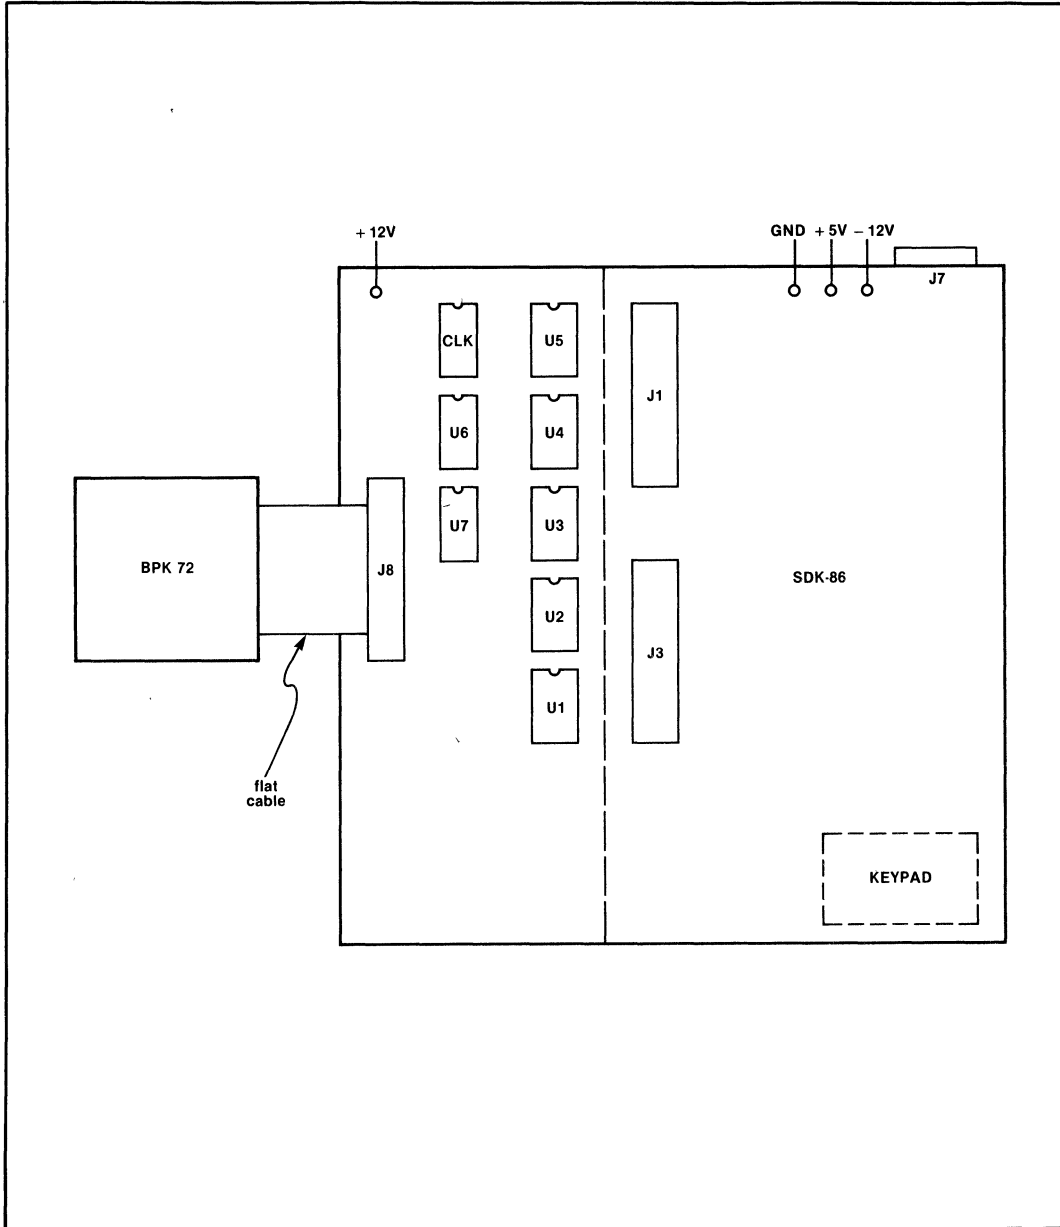 + 12V
GND + 5V – 12V
J7
CLK
U5
J1
U6
U4
U7
U3
BPK 72
J8
SDK-86
U2
J3
U1
flat
cable
KEYPAD